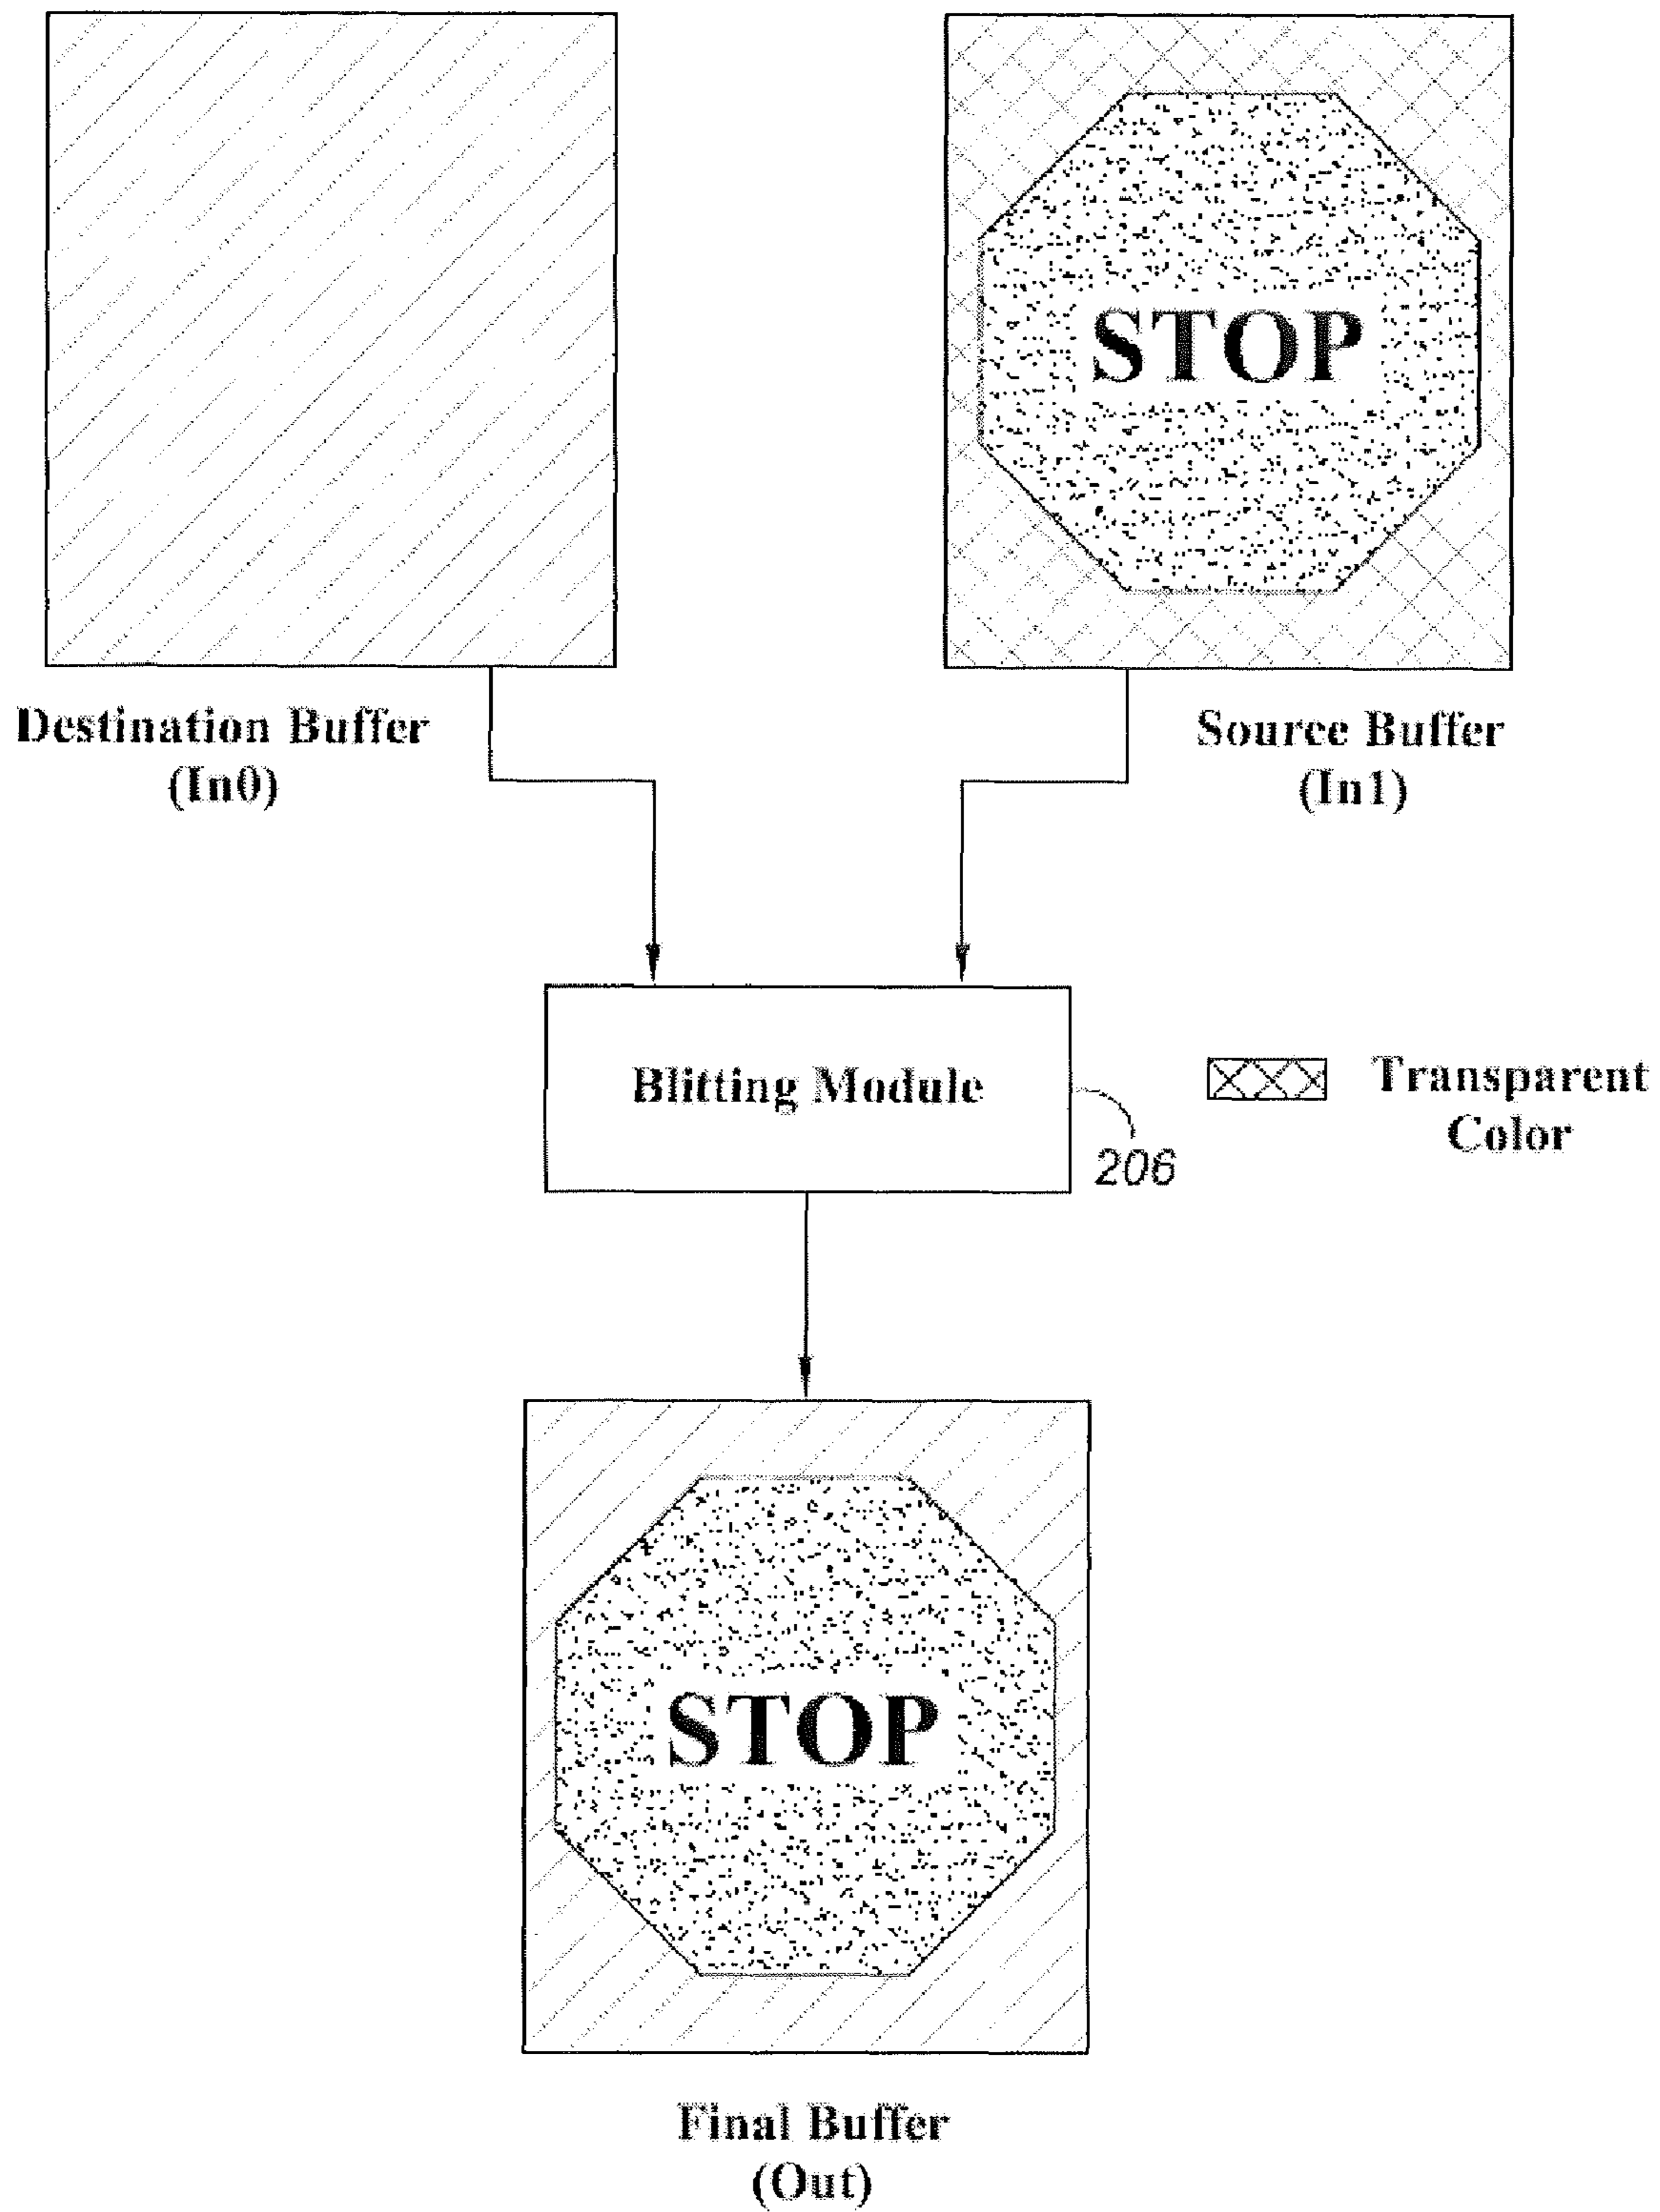 STOP
Destination Buffer
(In0)
Source Buffer
(In1)
Blitting Module
206
Transparent
Color
STOP
Final Buffer
(Out)